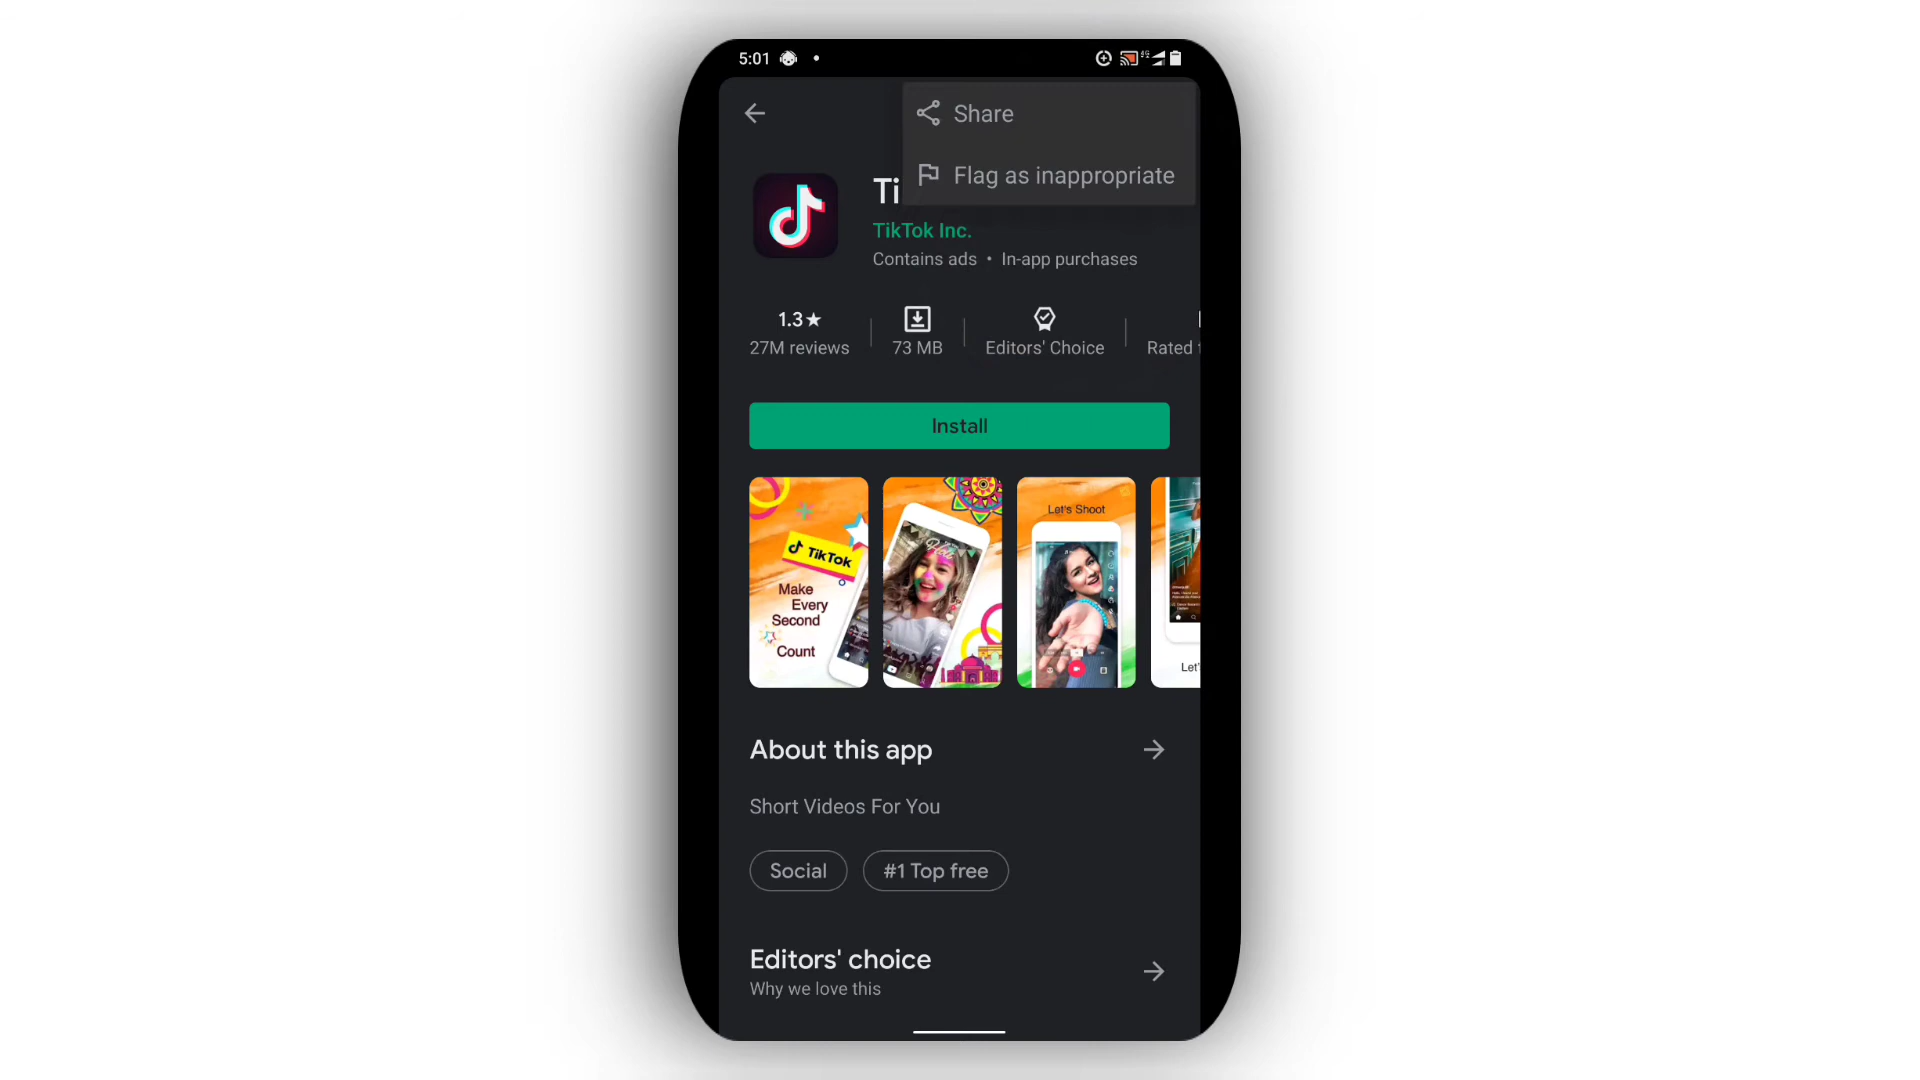 5:01
Share
Flag as inappropriate
Ti
TikTok Inc.
Contains ads • In-app purchases
1.3★
27M reviews
73 MB
Editors' Choice
Rated
Install
TikTok
Make
Every
Second
Count
Let's Shoot
Let'
About this app
Short Videos For You
Social
#1 Top free
Editors' choice
Why we love this